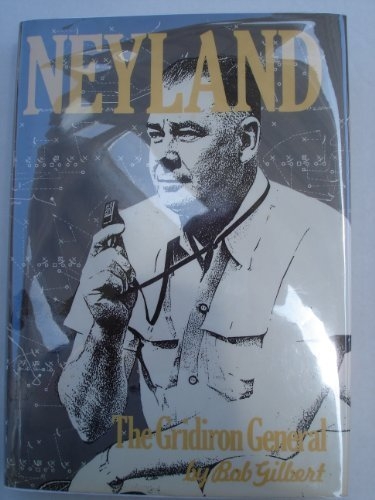 NEYLAND
The Gridiron General
by Bob Gilbert